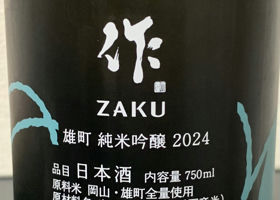 作
ZAKU
雄町 純米吟醸 2024
品目 日本酒 内容量 750ml
原料米 岡山・雄町全量使用